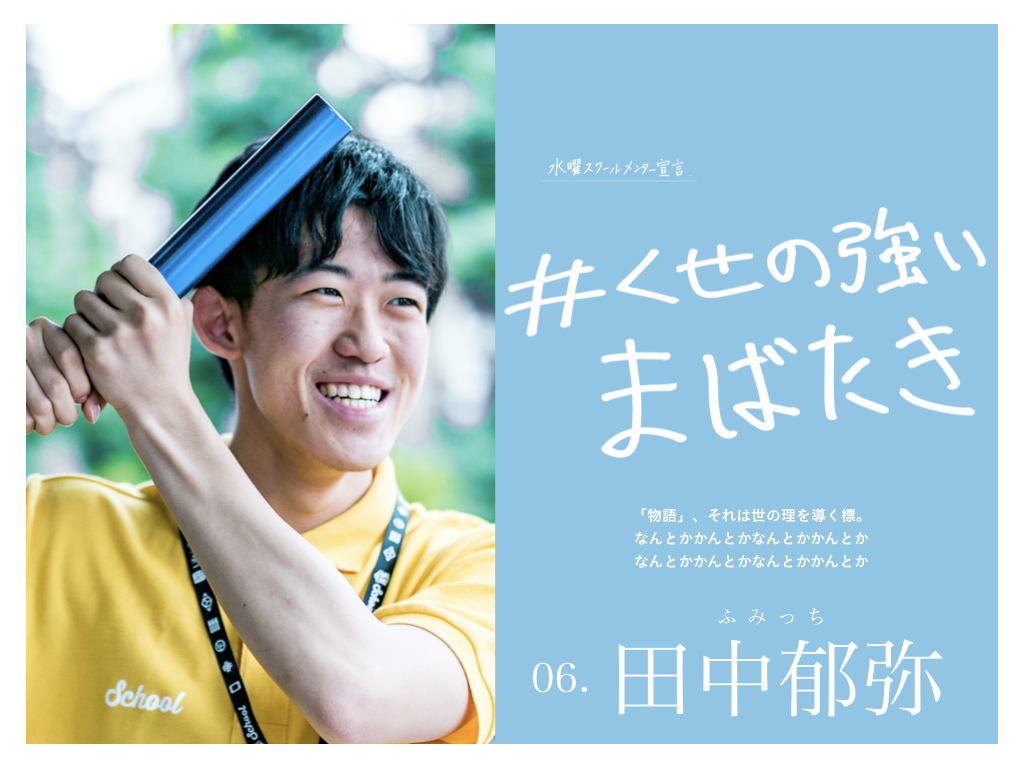 水曜スクールメンター宣言.
#くせの強い
まばたき
「物語」、それは世の理を導く標。
なんとかかんとかなんとかかんとか
なんとかかんとかなんとかかんとか
ふみっち
06. 田中郁弥
School
School
School